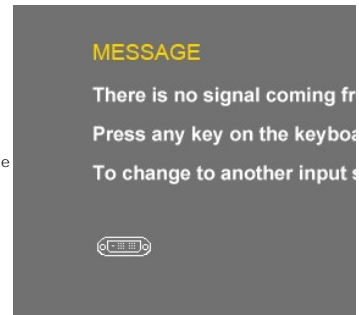 MESSAGE
There is no signal coming fr
Press any key on the keyboa
e
To change to another input s